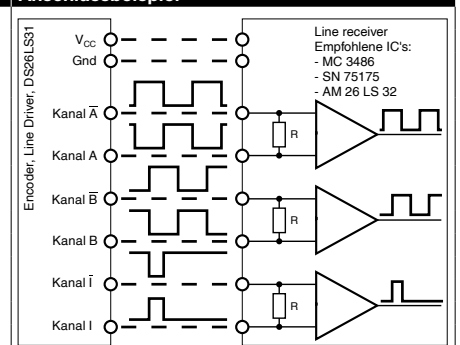 Anschlussbeispiel
Encoder, Line Driver, DS26LS31
V_CC
Gnd
Kanal A̅
Kanal A
Kanal B̅
Kanal B
Kanal I̅
Kanal I
Line receiver
Empfohlene IC's:
- MC 3486
- SN 75175
- AM 26 LS 32
R
R
R